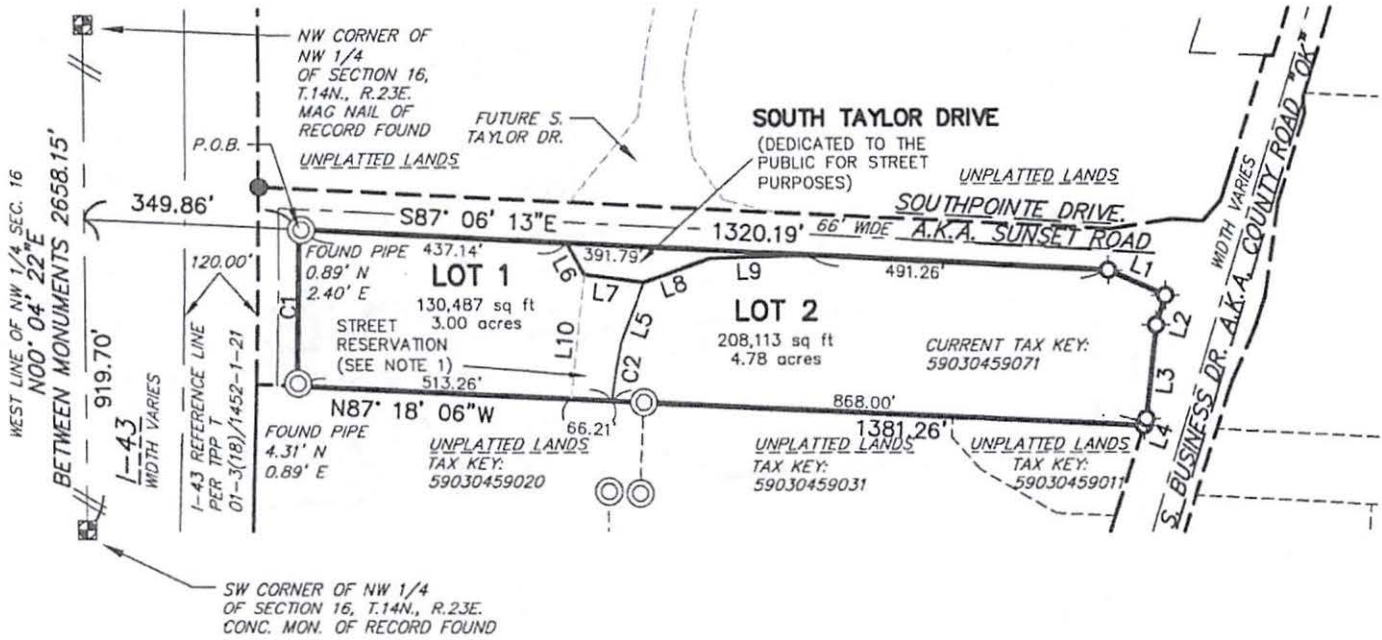 NW CORNER OF
NW 1/4
OF SECTION 16,
T.14N., R.23E.
MAG NAIL OF
RECORD FOUND
P.O.B.
UNPLATTED LANDS
FUTURE S.
TAYLOR DR.
SOUTH TAYLOR DRIVE
(DEDICATED TO THE
PUBLIC FOR STREET
PURPOSES)
UNPLATTED LANDS
SOUTHPOINTE DRIVE.
66' WIDE A.K.A. SUNSET ROAD
349.86'
S87° 06' 13"E
1320.19'
WEST LINE OF NW 1/4 SEC. 16
N00° 04' 22"E
BETWEEN MONUMENTS 2658.15'
919.70'
I-43
WIDTH VARIES
I-43 REFERENCE LINE
PER TPP T
01-3(18)/1452-1-21
120.00'
C1
FOUND PIPE
0.89' N
2.40' E
437.14'
LOT 1
130,487 sq ft
3.00 acres
STREET
RESERVATION
(SEE NOTE 1)
513.26'
391.79'
L6
L7
L8
L9
L10
L5
C2
491.26'
LOT 2
208,113 sq ft
4.78 acres
CURRENT TAX KEY:
59030459071
L1
L2
L3
L4
868.00'
N87° 18' 06"W
66.21'
1381.26'
FOUND PIPE
4.31' N
0.89' E
UNPLATTED LANDS
TAX KEY:
59030459020
UNPLATTED LANDS
TAX KEY:
59030459031
UNPLATTED LANDS
TAX KEY:
59030459011
S. BUSINESS DR. A.K.A. COUNTY ROAD "OK"
WIDTH VARIES
SW CORNER OF NW 1/4
OF SECTION 16, T.14N., R.23E.
CONC. MON. OF RECORD FOUND